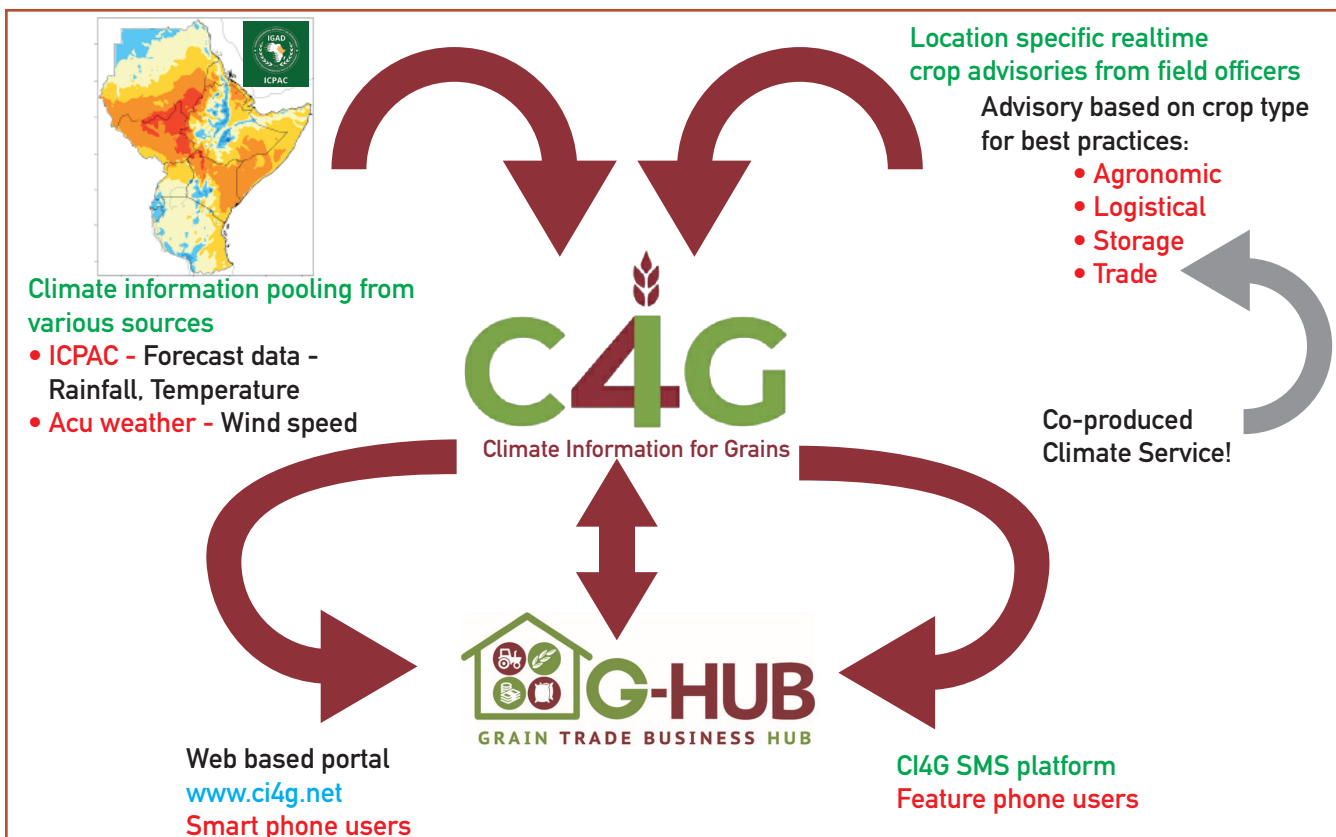 IGAD
ICPAC
Climate information pooling from
various sources
• ICPAC - Forecast data -
Rainfall, Temperature
• Acu weather - Wind speed
Location specific realtime
crop advisories from field officers
Advisory based on crop type
for best practices:
• Agronomic
• Logistical
• Storage
• Trade
Co-produced
Climate Service!
C4G
Climate Information for Grains
G-HUB
GRAIN TRADE BUSINESS HUB
Web based portal
www.ci4g.net
Smart phone users
CI4G SMS platform
Feature phone users